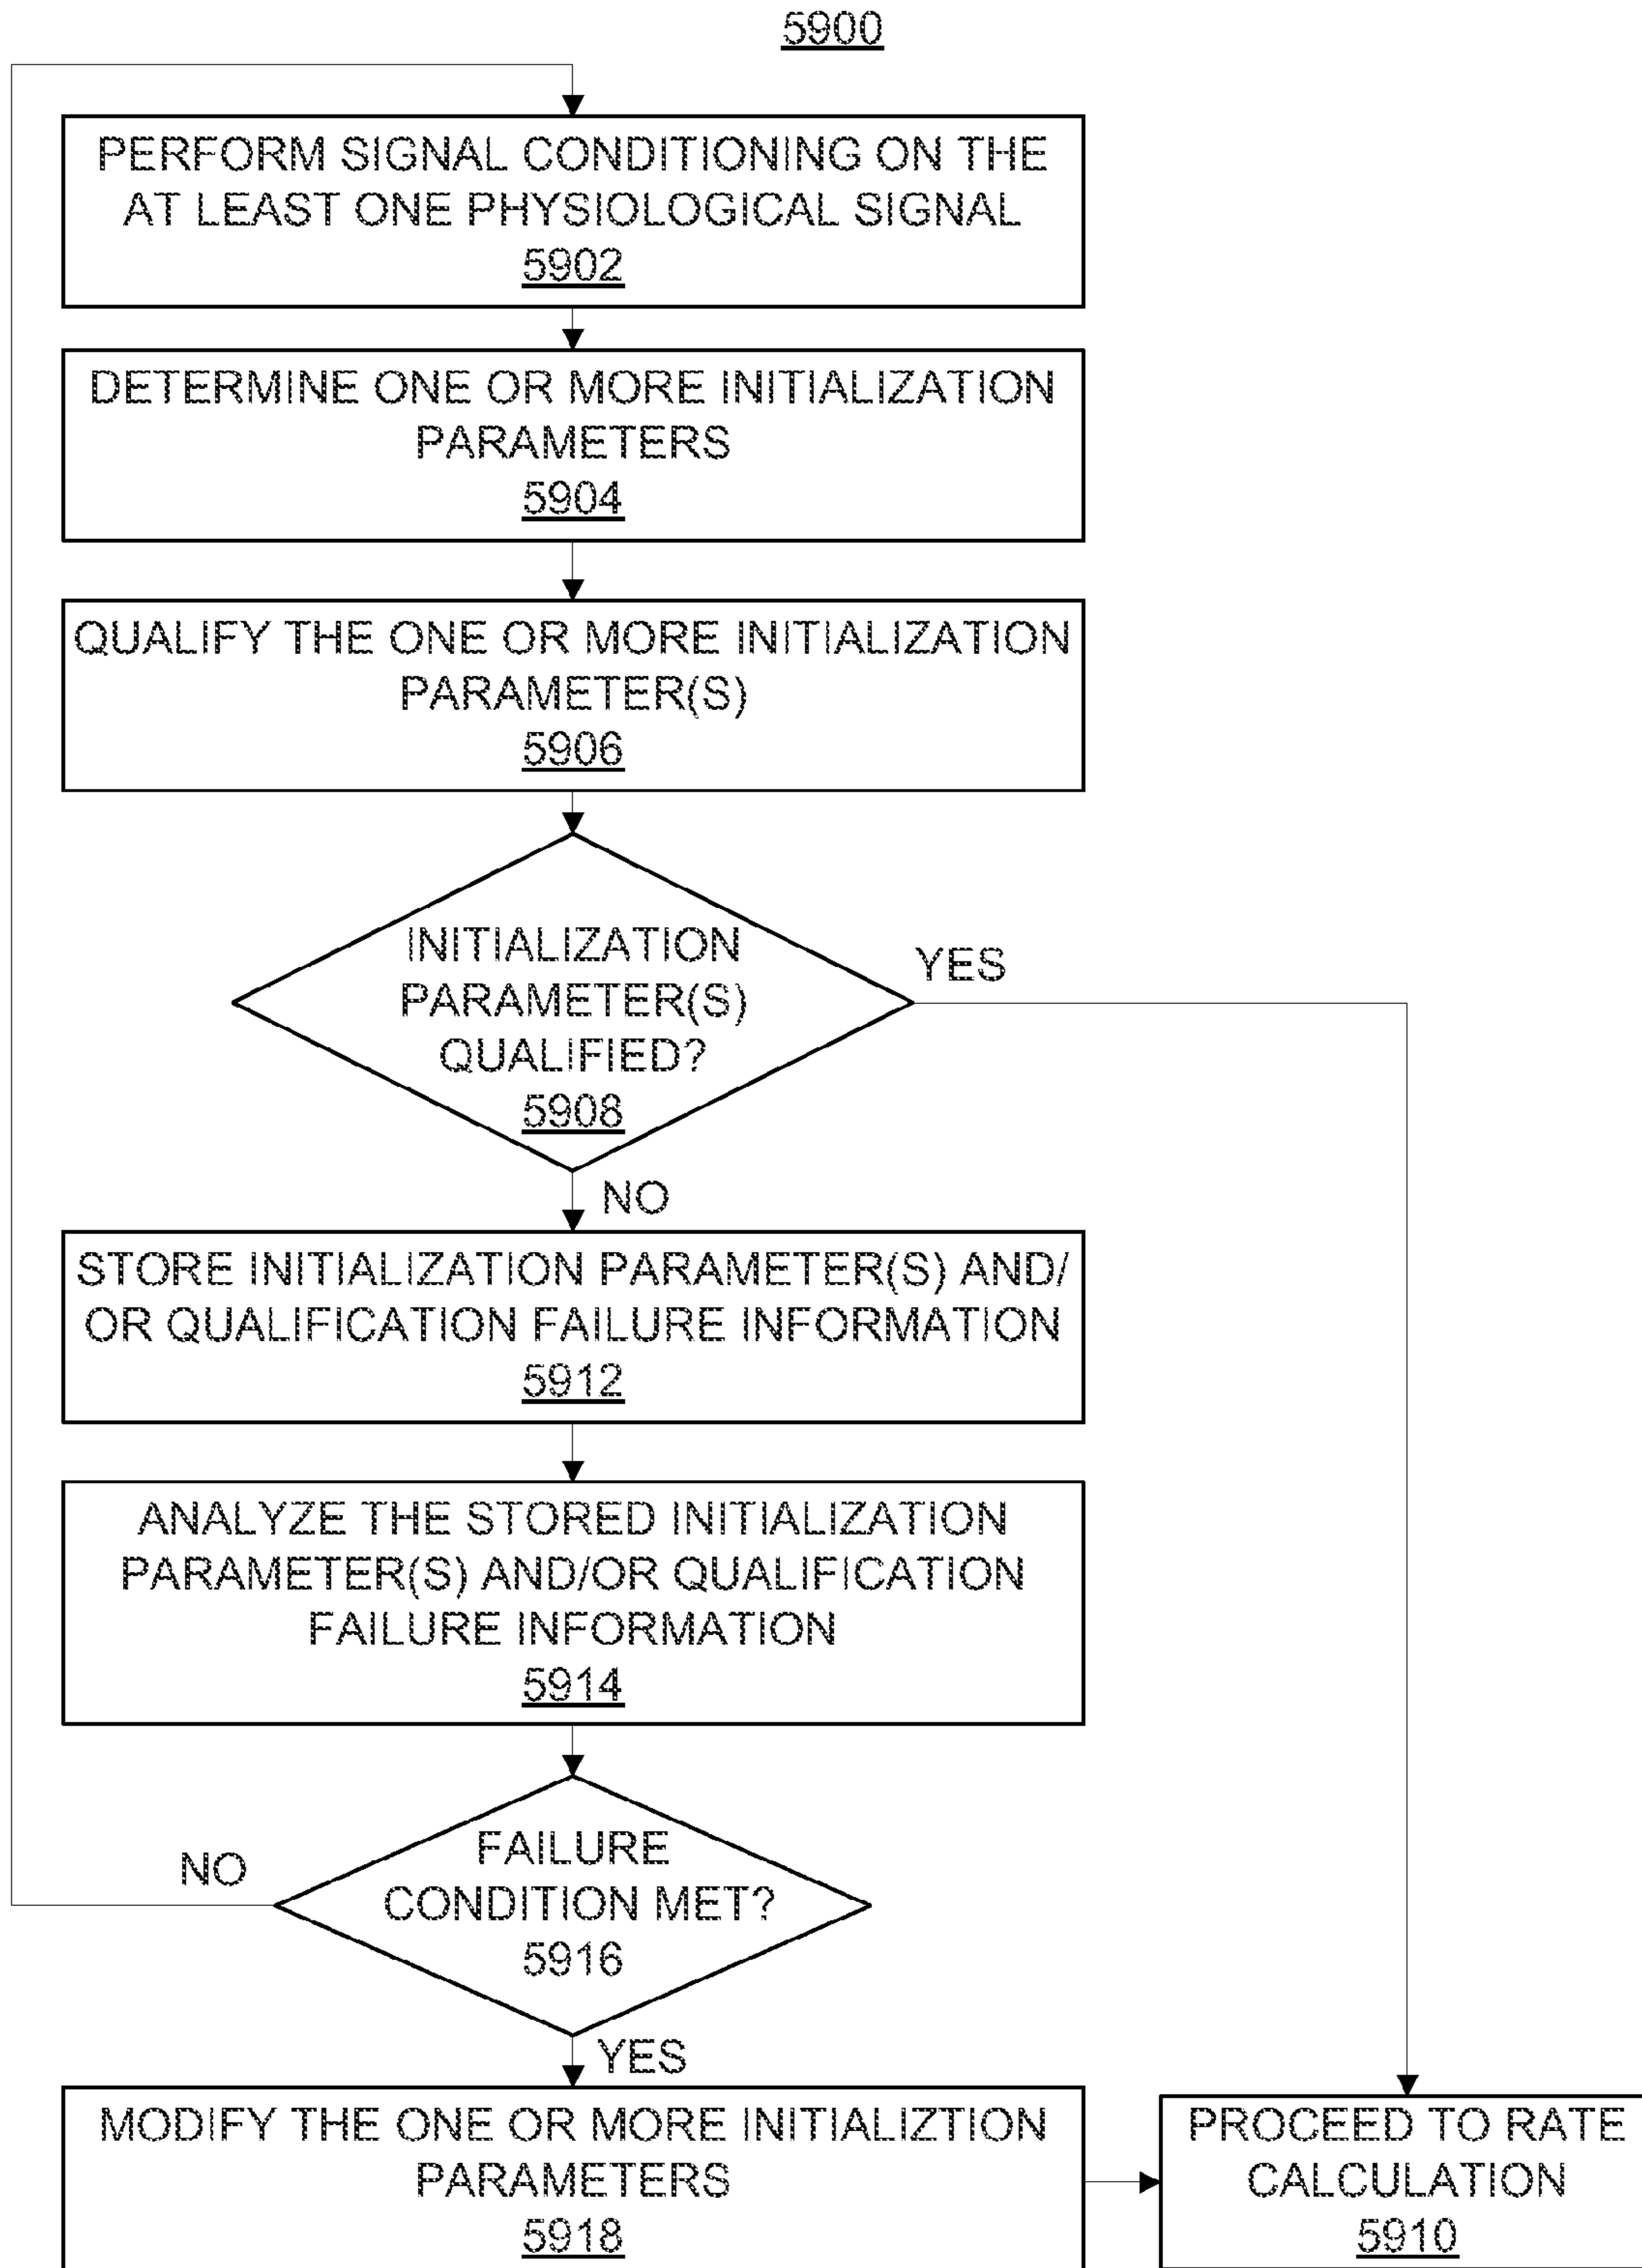 5900
PERFORM SIGNAL CONDITIONING ON THE
AT LEAST ONE PHYSIOLOGICAL SIGNAL
5902
DETERMINE ONE OR MORE INITIALIZATION
PARAMETERS
5904
QUALIFY THE ONE OR MORE INITIALIZATION
PARAMETER(S)
5906
INITIALIZATION
PARAMETER(S)
QUALIFIED?
5908
YES
NO
STORE INITIALIZATION PARAMETER(S) AND/
OR QUALIFICATION FAILURE INFORMATION
5912
ANALYZE THE STORED INITIALIZATION
PARAMETER(S) AND/OR QUALIFICATION
FAILURE INFORMATION
5914
FAILURE
CONDITION MET?
5916
NO
YES
MODIFY THE ONE OR MORE INITIALIZTION
PARAMETERS
5918
PROCEED TO RATE
CALCULATION
5910